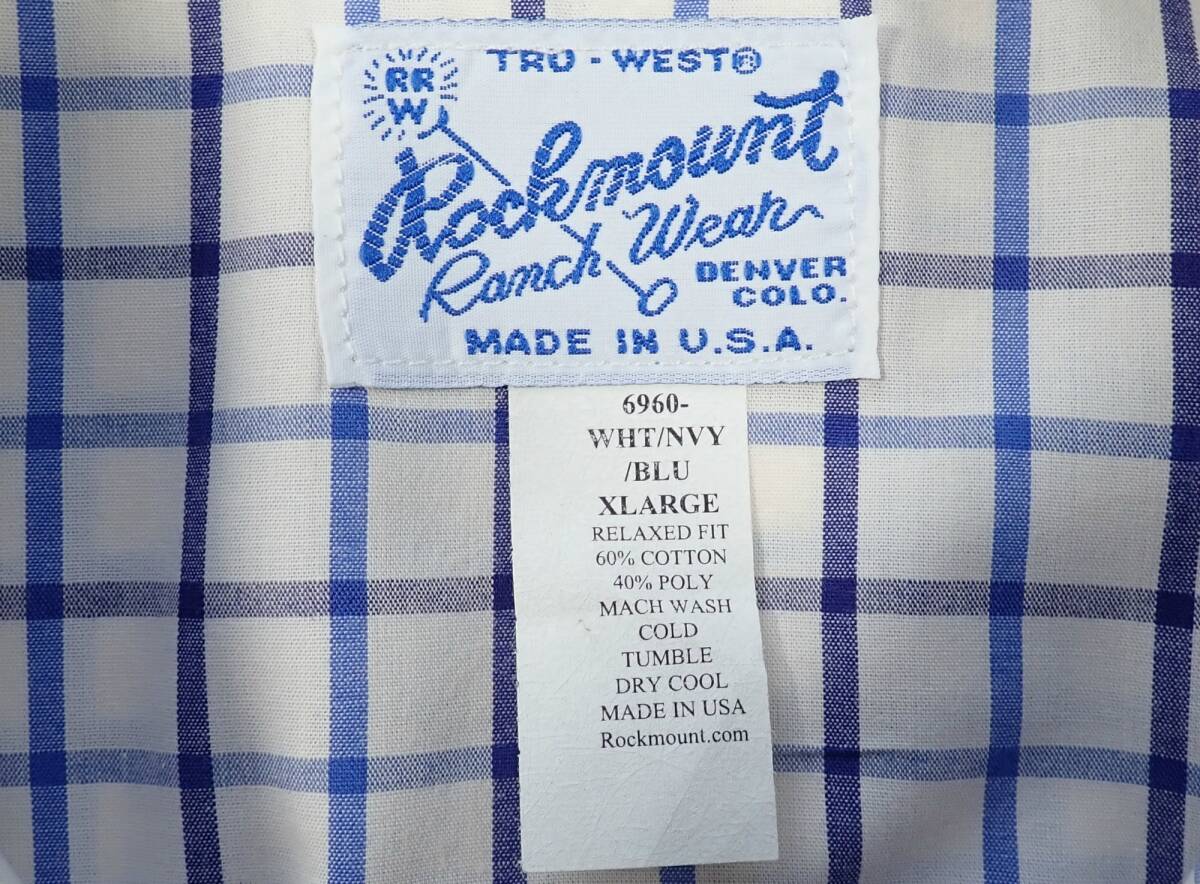 TRU-WEST®
RR
W
Rockmount
Ranch Wear
DENVER
COLO.
MADE IN U.S.A.
6960-
WHT/NVY
/BLU
XLARGE
RELAXED FIT
60% COTTON
40% POLY
MACH WASH
COLD
TUMBLE
DRY COOL
MADE IN USA
Rockmount.com